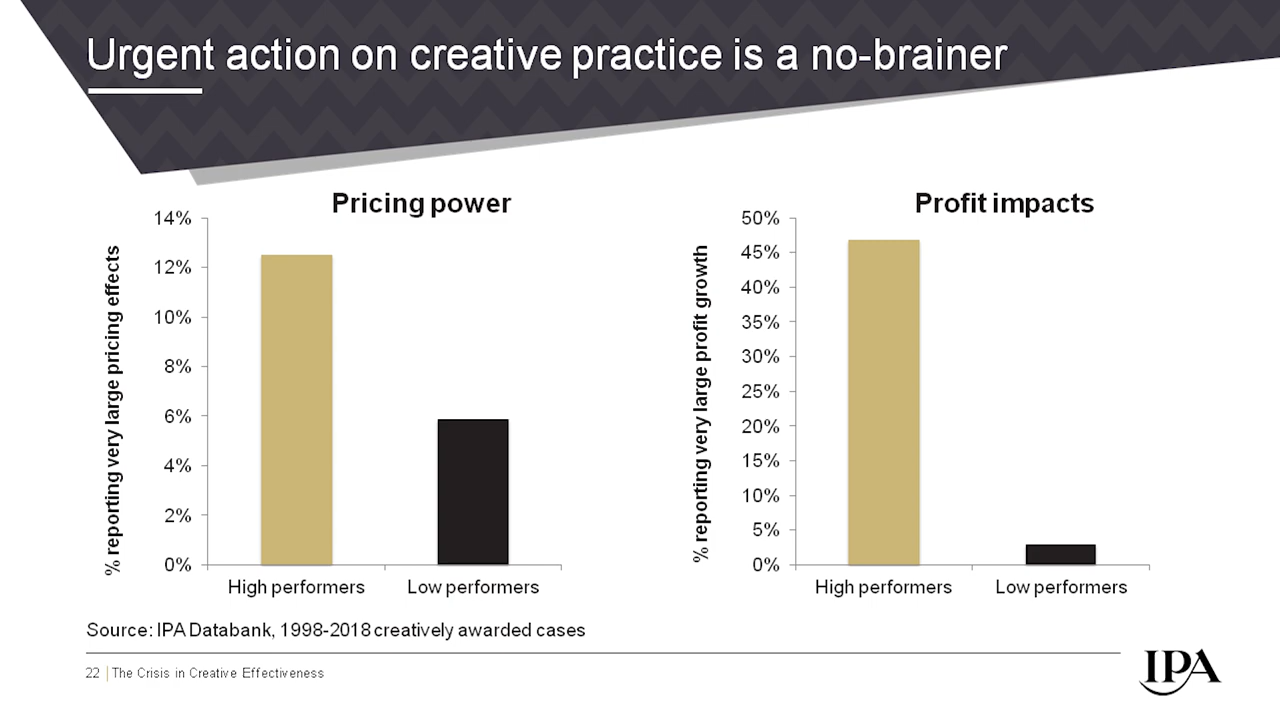 Urgent action on creative practice is a no-brainer
Pricing power
% reporting very large pricing effects
14%
12%
10%
8%
6%
4%
2%
0%
High performers
Low performers
Profit impacts
% reporting very large profit growth
50%
45%
40%
35%
30%
25%
20%
15%
10%
5%
0%
High performers
Low performers
Source: IPA Databank, 1998-2018 creatively awarded cases
22 | The Crisis in Creative Effectiveness
IPA